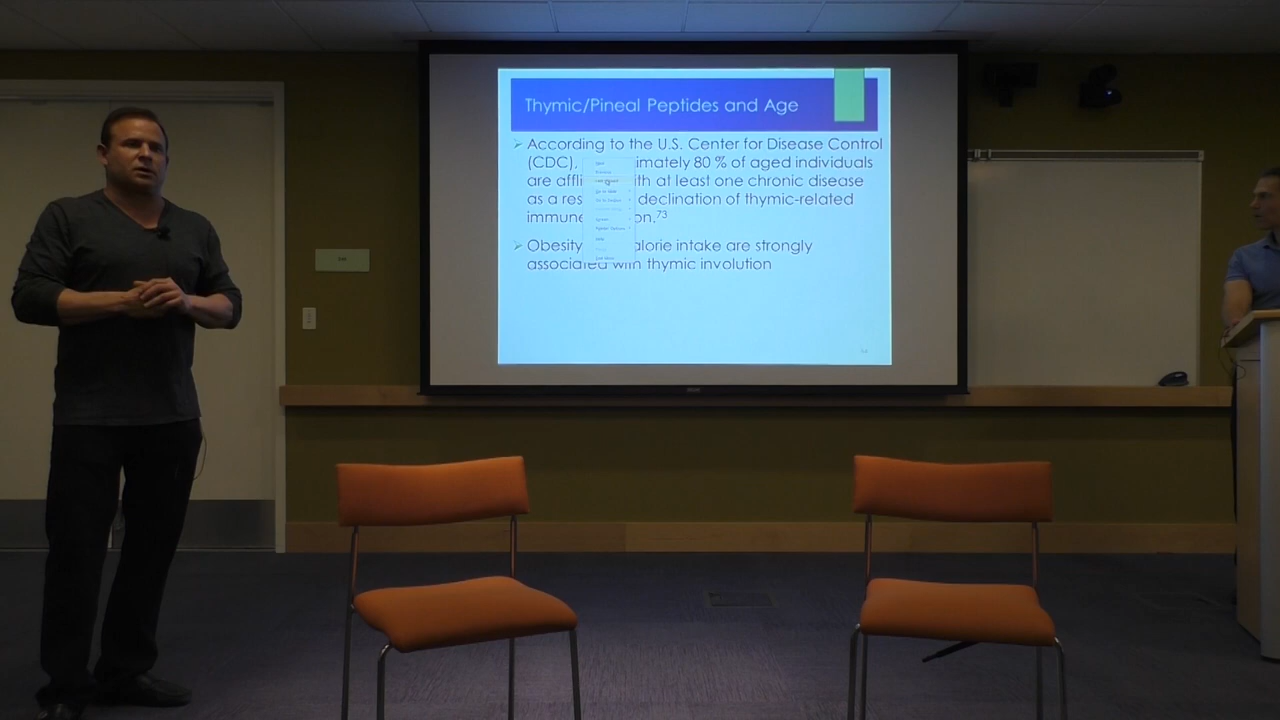 Thymic/Pineal Peptides and Age
According to the U.S. Center for Disease Control
(CDC), imately 80 % of aged individuals
are affli ith at least one chronic disease
as a res declination of thymic-related
immune on.73
Obesity alorie intake are strongly
associated with thymic involution